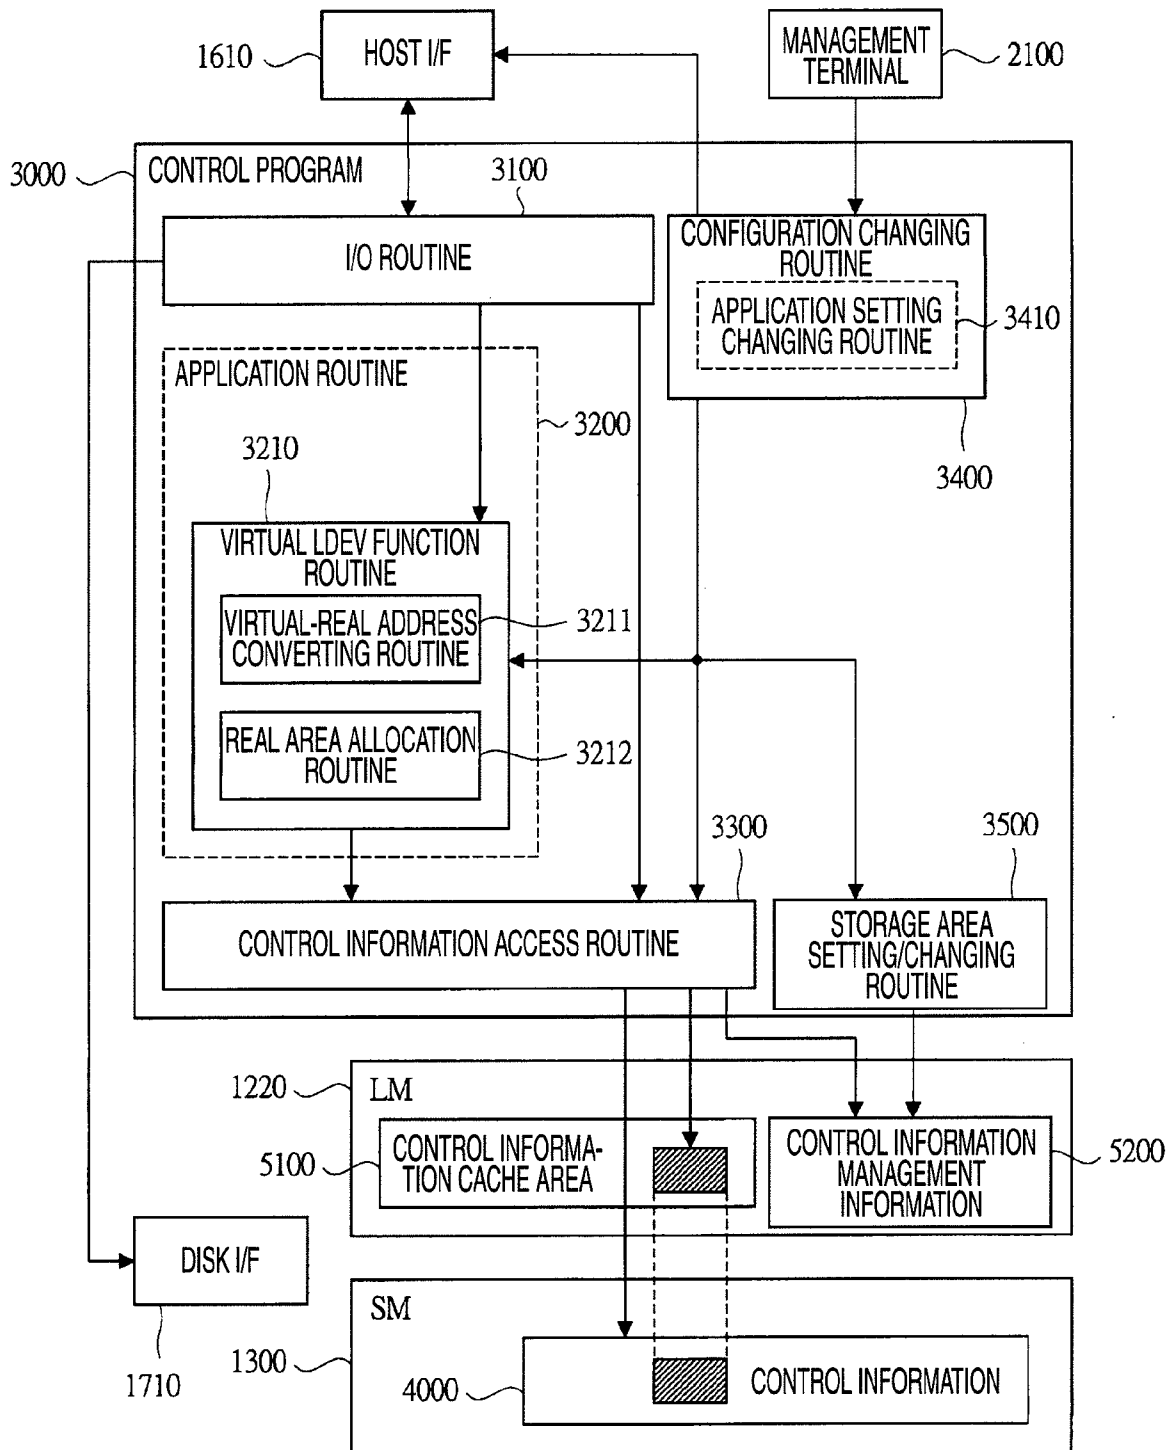 1610
HOST I/F
MANAGEMENT
TERMINAL
2100
3000
CONTROL PROGRAM
3100
I/O ROUTINE
CONFIGURATION CHANGING
ROUTINE
APPLICATION SETTING
CHANGING ROUTINE
3410
APPLICATION ROUTINE
3200
3400
3210
VIRTUAL LDEV FUNCTION
ROUTINE
VIRTUAL-REAL ADDRESS
CONVERTING ROUTINE
3211
REAL AREA ALLOCATION
ROUTINE
3212
3300
3500
CONTROL INFORMATION ACCESS ROUTINE
STORAGE AREA
SETTING/CHANGING
ROUTINE
1220
LM
5100
CONTROL INFORMA-
TION CACHE AREA
CONTROL INFORMATION
MANAGEMENT
INFORMATION
5200
DISK I/F
1710
SM
1300
4000
CONTROL INFORMATION